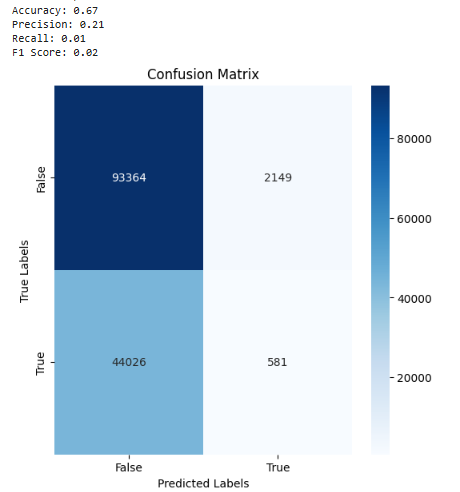 Accuracy: 0.67
Precision: 0.21
Recall: 0.01
F1 Score: 0.02
Confusion Matrix
False
93364
2149
True Labels
True
44026
581
False
True
Predicted Labels
80000
60000
40000
20000